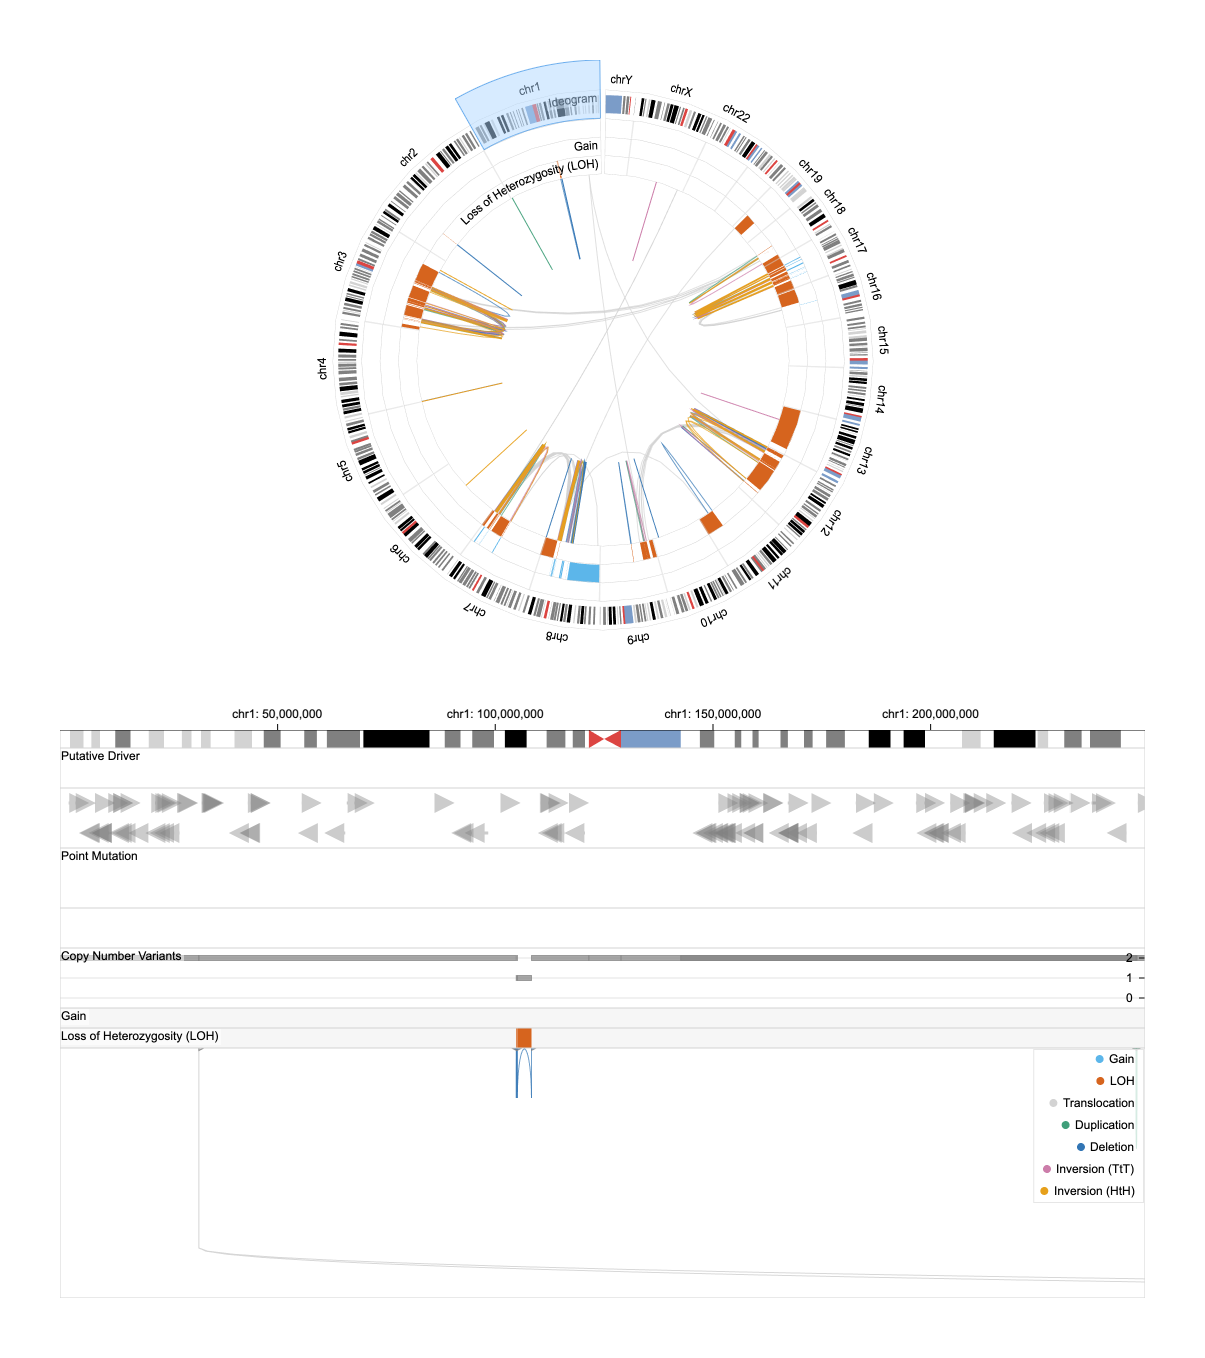 chr1
Ideogram
chrY
chrX
chr22
chr19
chr18
chr17
chr16
chr15
chr14
chr13
chr12
chr11
chr10
chr9
chr8
chr7
chr6
chr5
chr4
chr3
chr2
Gain
Loss of Heterozygosity (LOH)
chr1: 50,000,000
chr1: 100,000,000
chr1: 150,000,000
chr1: 200,000,000
Putative Driver
Point Mutation
Copy Number Variants
2
1
0
Gain
Loss of Heterozygosity (LOH)
Gain
LOH
Translocation
Duplication
Deletion
Inversion (TtT)
Inversion (HtH)